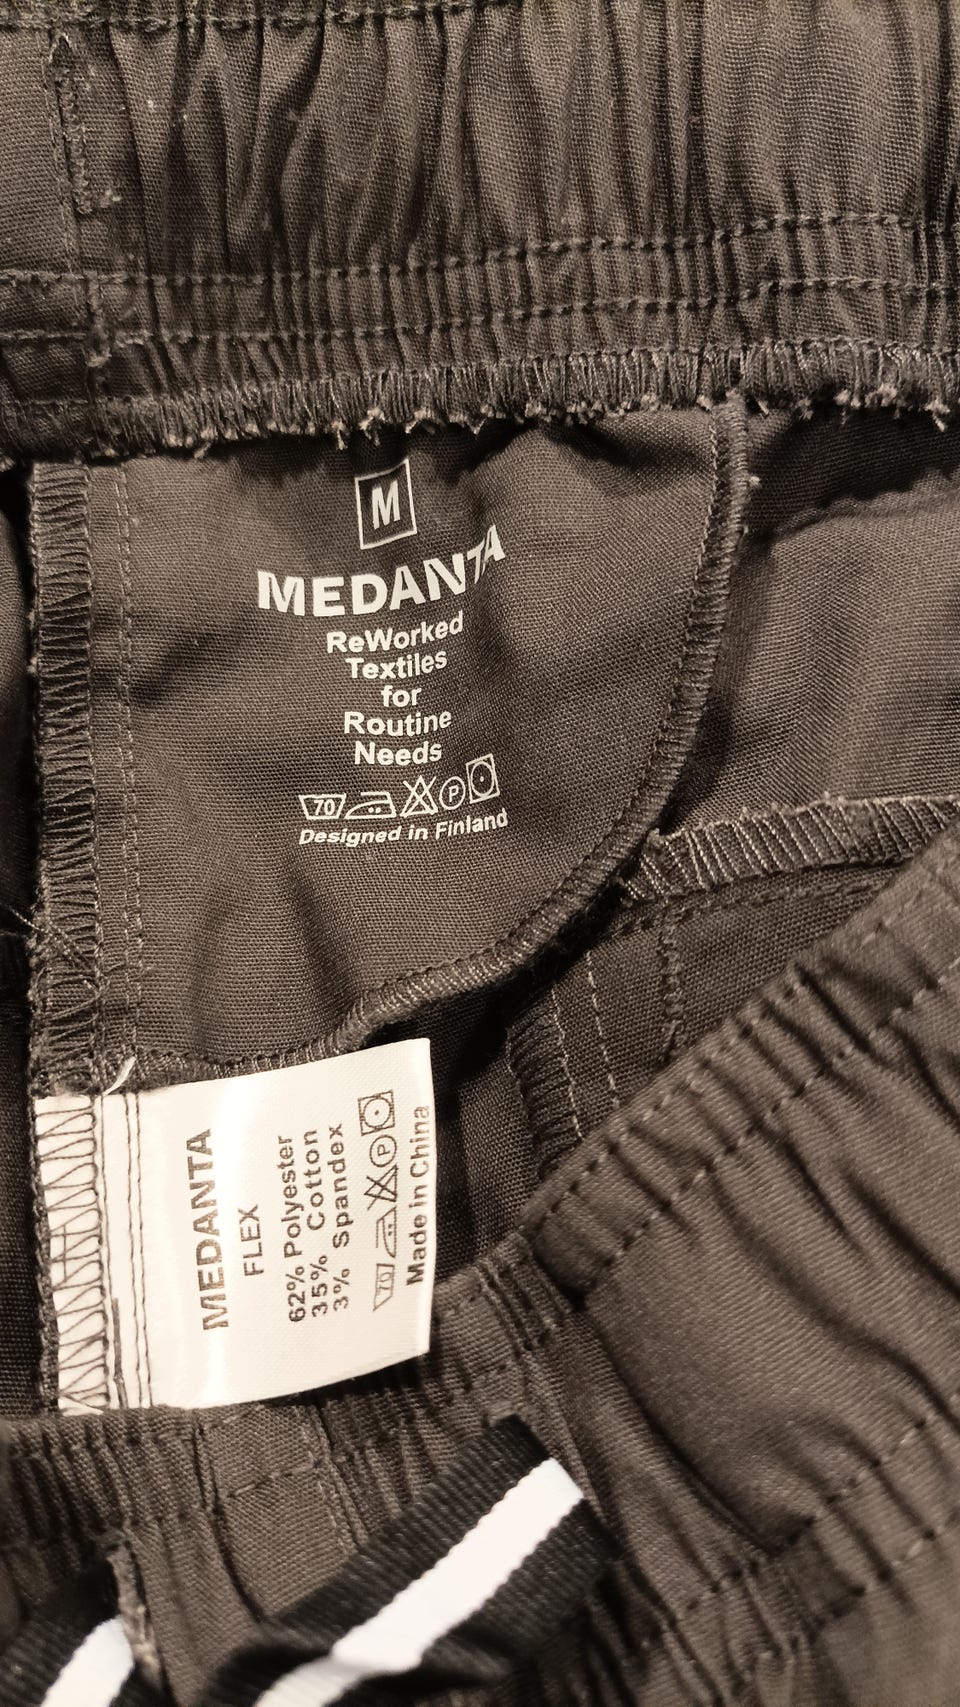 M
MEDANTA
ReWorked
Textiles
for
Routine
Needs
70 P
Designed in Finland
MEDANTA
FLEX
62% Polyester
35% Cotton
3% Spandex
70 P
Made in China